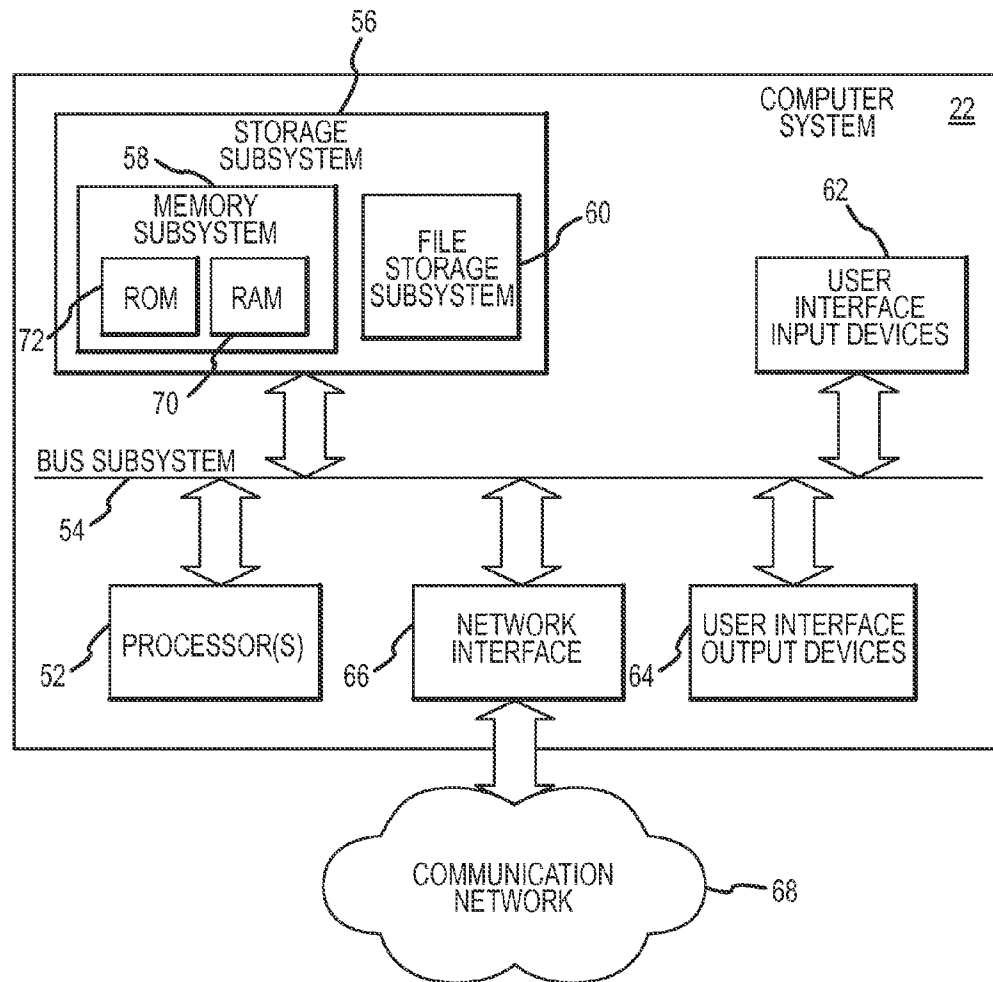 56
COMPUTER
SYSTEM
22
STORAGE
SUBSYSTEM
58
MEMORY
SUBSYSTEM
ROM
RAM
72
70
FILE
STORAGE
SUBSYSTEM
60
62
USER
INTERFACE
INPUT DEVICES
BUS SUBSYSTEM
54
PROCESSOR(S)
52
NETWORK
INTERFACE
66
USER INTERFACE
OUTPUT DEVICES
64
COMMUNICATION
NETWORK
68